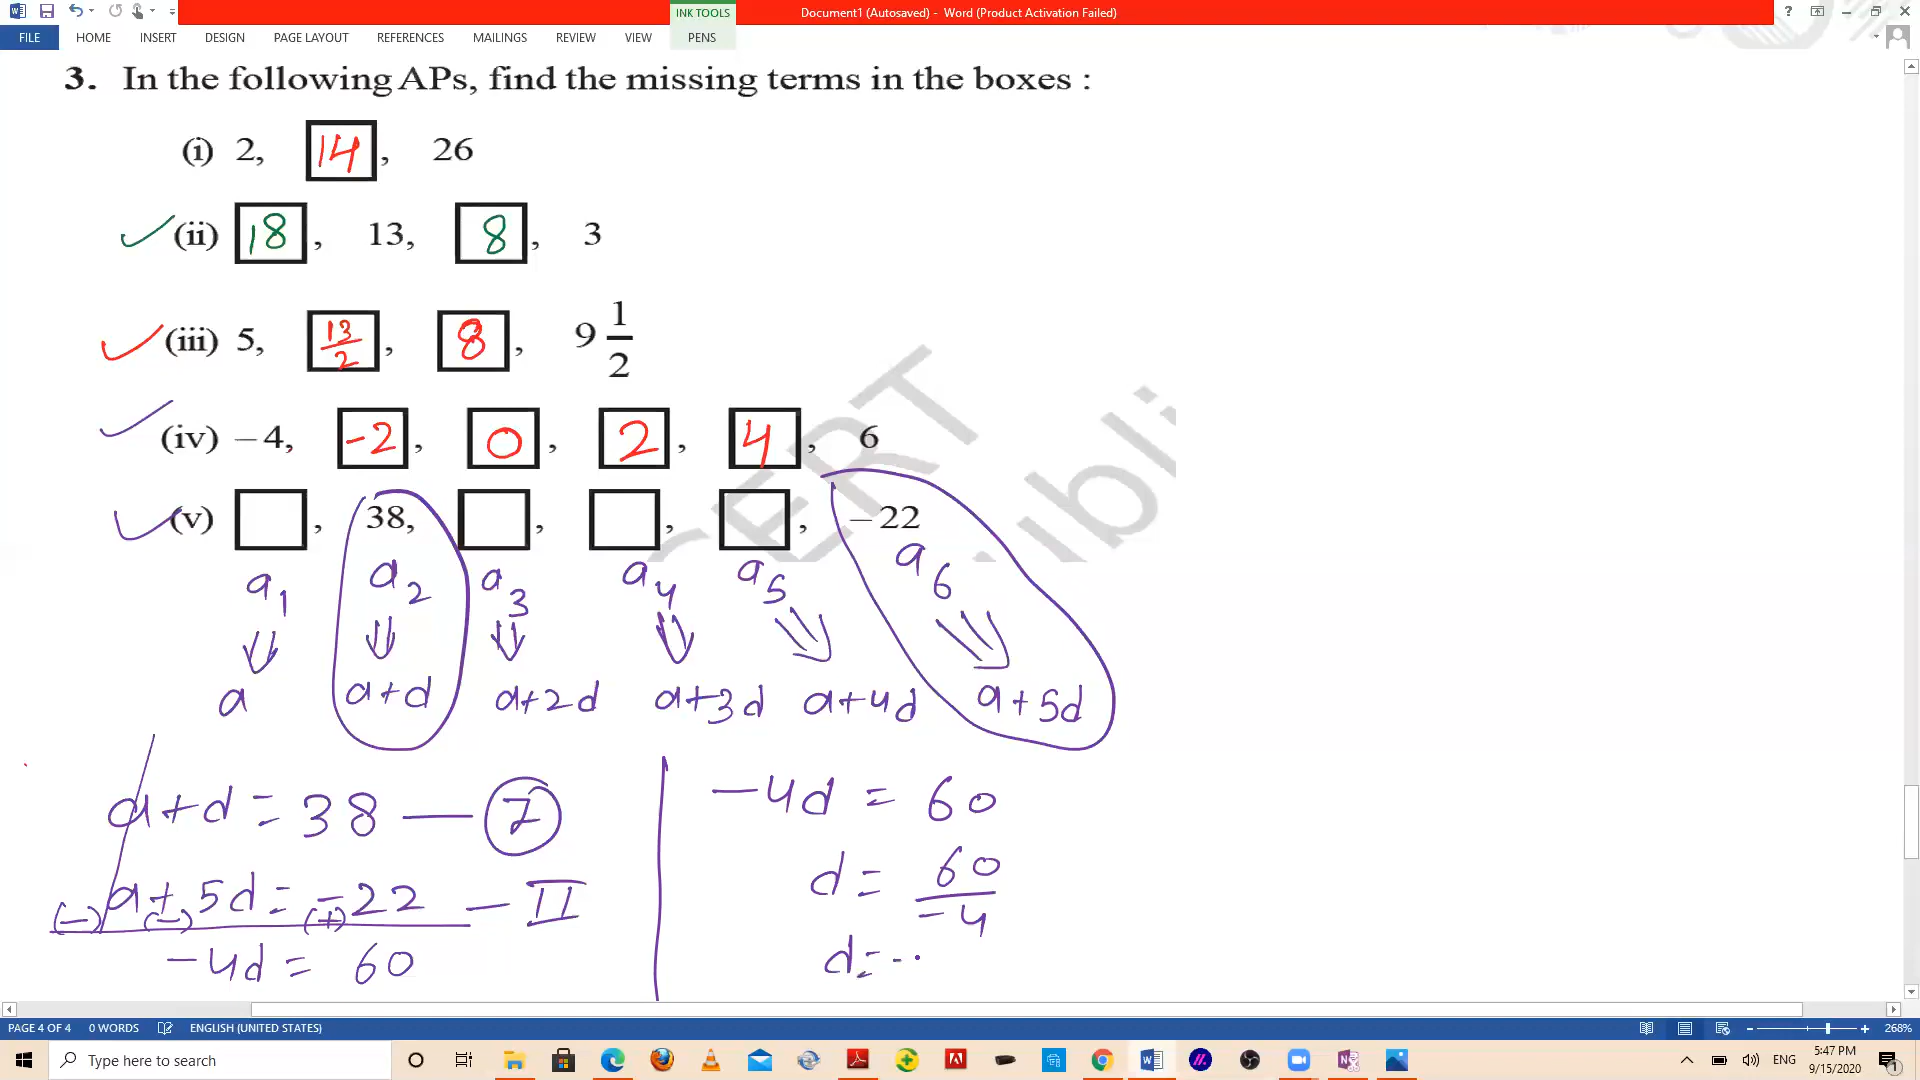 INK TOOLS
Document1 (Autosaved) - Word (Product Activation Failed)
FILE HOME INSERT DESIGN PAGE LAYOUT REFERENCES MAILINGS REVIEW VIEW PENS
3. In the following APs, find the missing terms in the boxes :
(i) 2, 14, 26
(ii) 18, 13, 8, 3
(iii) 5, 13/2, 8, 9 1/2
(iv) –4, -2, 0, 2, 4, 6
(v) , 38, , , , –22
a1 a2 a3 a4 a5 a6
a a+d a+2d a+3d a+4d a+5d
a+d = 38 — I
a+5d = -22 — II
(-) (-) (+)
-4d = 60
-4d = 60
d = 60/-4
d = -
PAGE 4 OF 4 0 WORDS ENGLISH (UNITED STATES) 268%
Type here to search
ENG
5:47 PM
9/15/2020